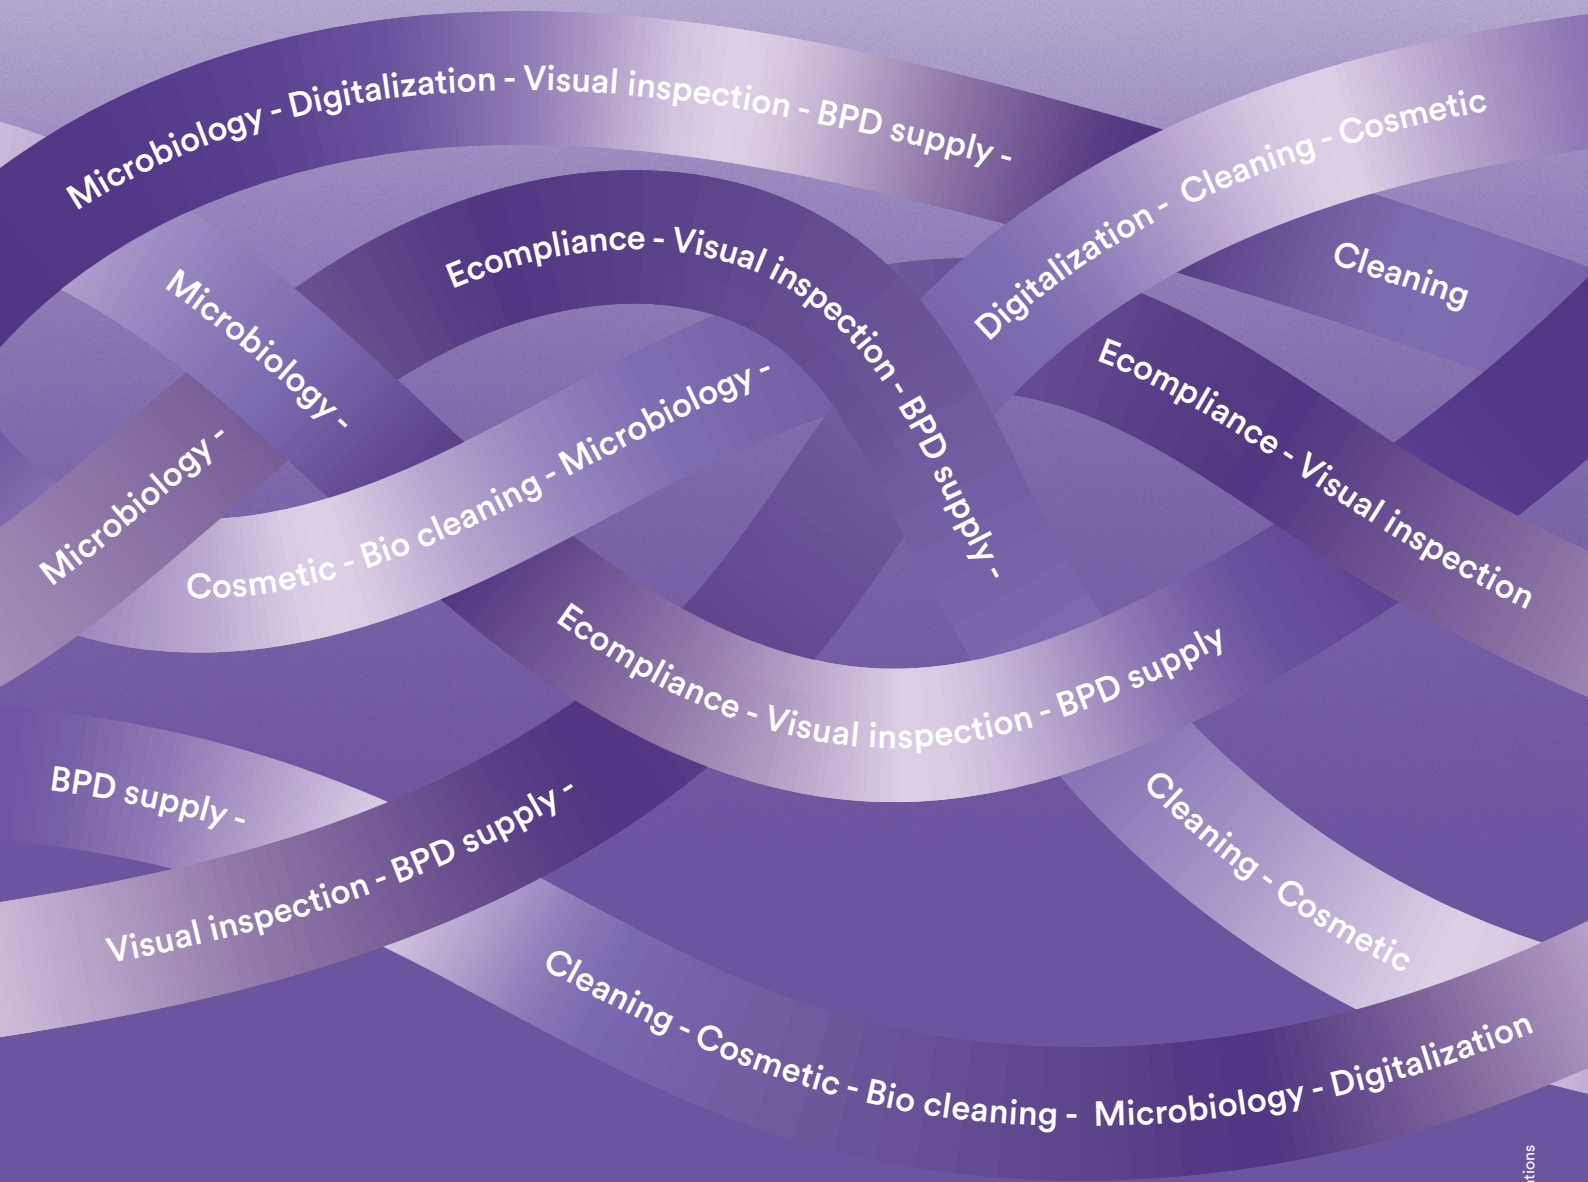 Microbiology - Digitalization - Visual inspection - BPD supply -
Digitalization - Cleaning - Cosmetic
Ecompliance - Visual inspection - BPD supply -
Cleaning
Microbiology -
Ecompliance - Visual inspection
Microbiology -
Cosmetic - Bio cleaning - Microbiology -
Ecompliance - Visual inspection - BPD supply
BPD supply -
Visual inspection - BPD supply -
Cleaning - Cosmetic
Cleaning - Cosmetic - Bio cleaning - Microbiology - Digitalization